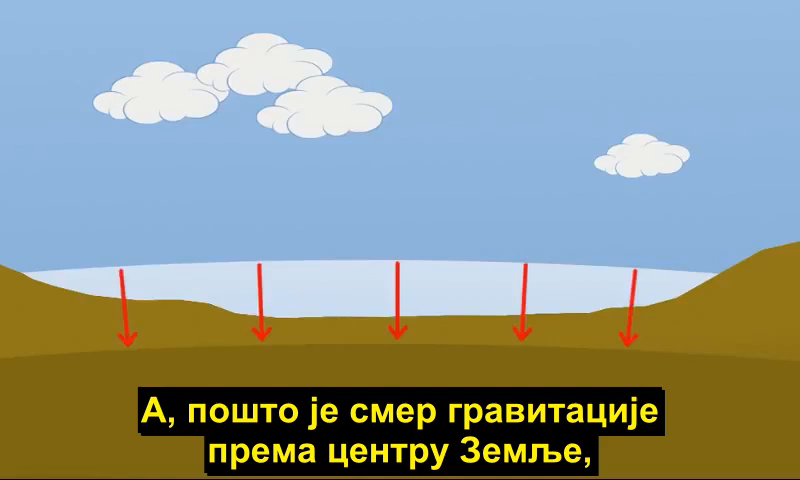 А, пошто је смер гравитације
према центру Земље,